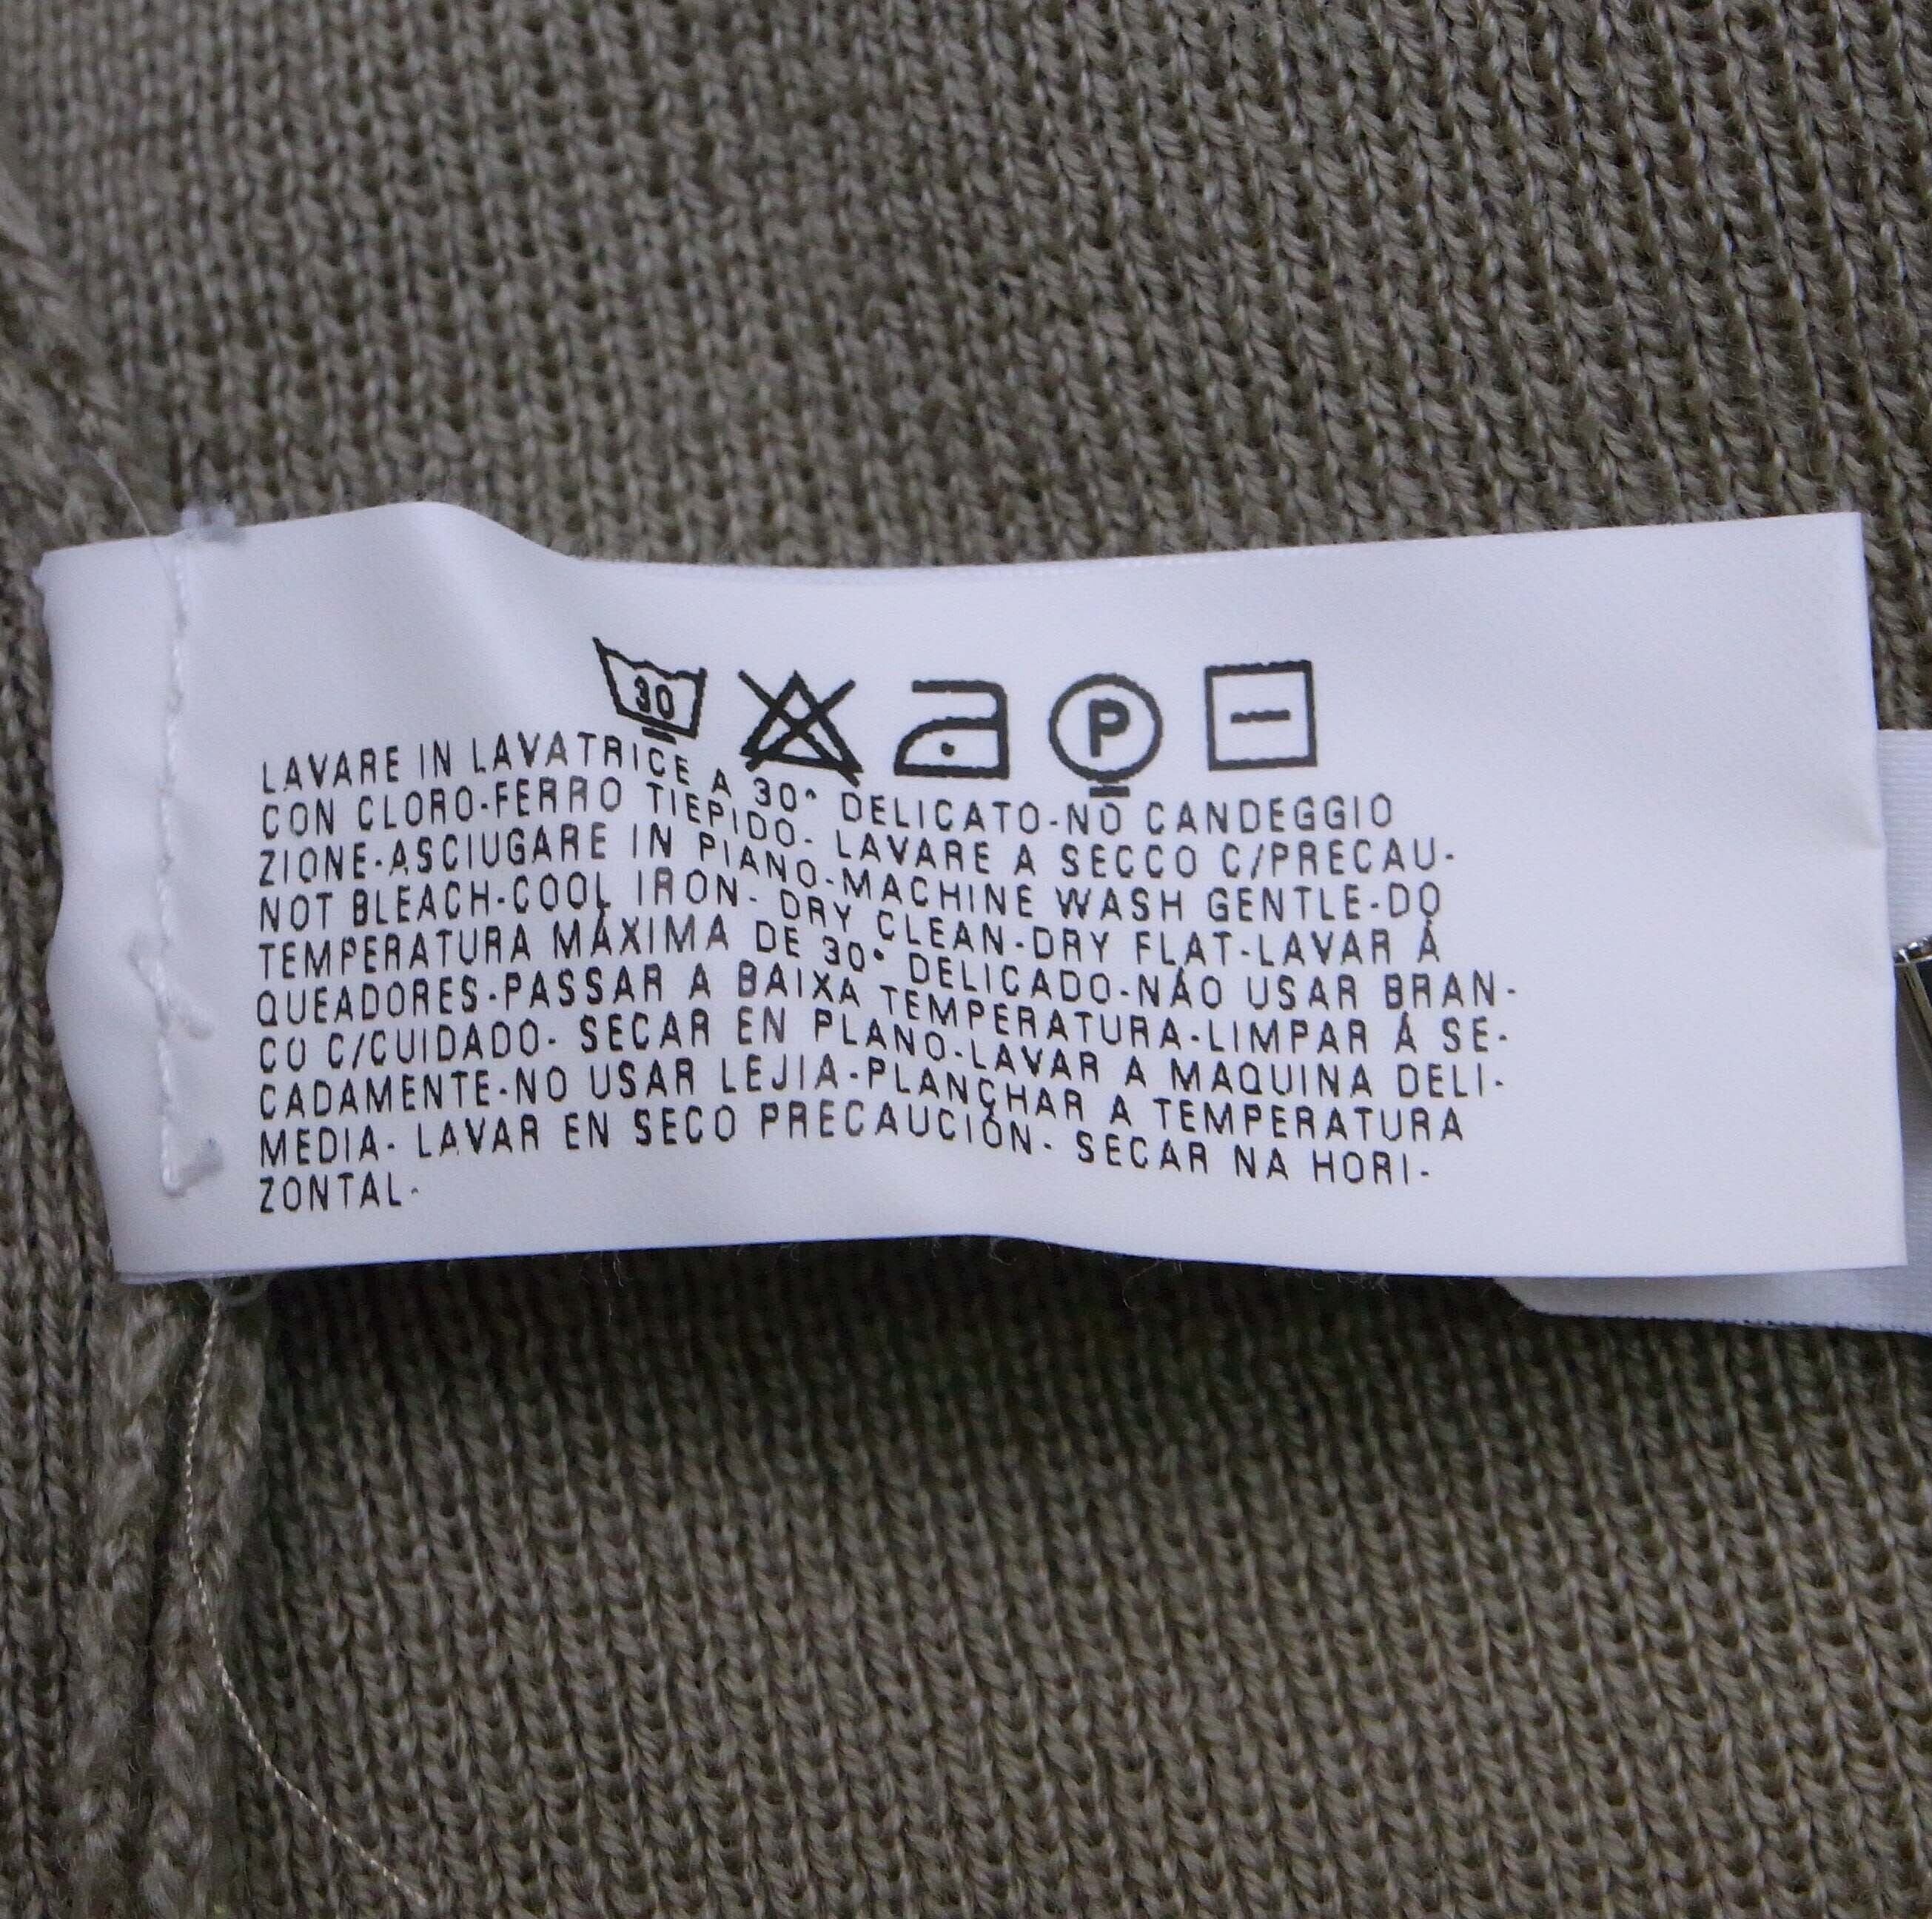 30
P
LAVARE IN LAVATRICE A 30° DELICATO-NO CANDEGGIO
CON CLORO-FERRO TIEPIDO- LAVARE A SECCO C/PRECAU-
ZIONE-ASCIUGARE IN PIANO-MACHINE WASH GENTLE-DO
NOT BLEACH-COOL IRON- DRY CLEAN-DRY FLAT-LAVAR Á
TEMPERATURA MÁXIMA DE 30° DELICADO-NÁO USAR BRAN-
QUEADORES-PASSAR A BAIXA TEMPERATURA-LIMPAR Á SE-
CO C/CUIDADO- SECAR EN PLANO-LAVAR A MAQUINA DELI-
CADAMENTE-NO USAR LEJIA-PLANCHAR A TEMPERATURA
MEDIA- LAVAR EN SECO PRECAUCIÓN- SECAR NA HORI-
ZONTAL-